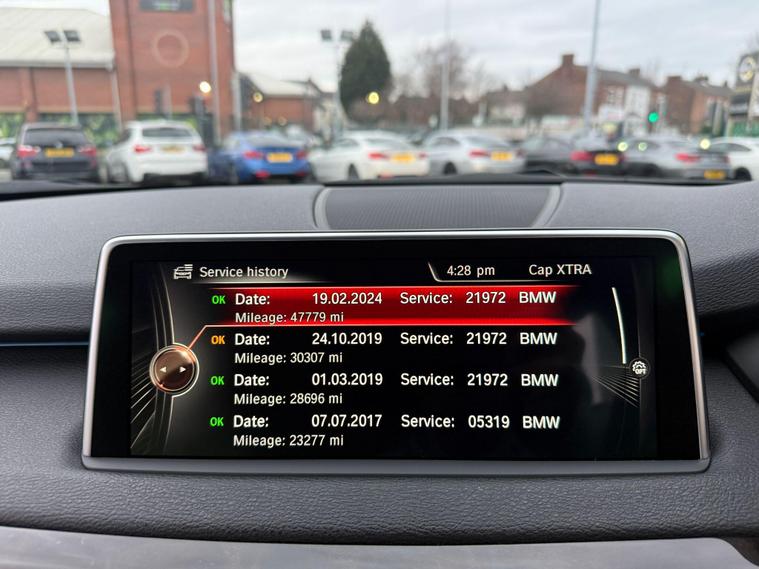 Service history 4:28 pm Cap XTRA
OK Date: 19.02.2024 Service: 21972 BMW
Mileage: 47779 mi
OK Date: 24.10.2019 Service: 21972 BMW
Mileage: 30307 mi
OK Date: 01.03.2019 Service: 21972 BMW
Mileage: 28696 mi
OFF
OK Date: 07.07.2017 Service: 05319 BMW
Mileage: 23277 mi